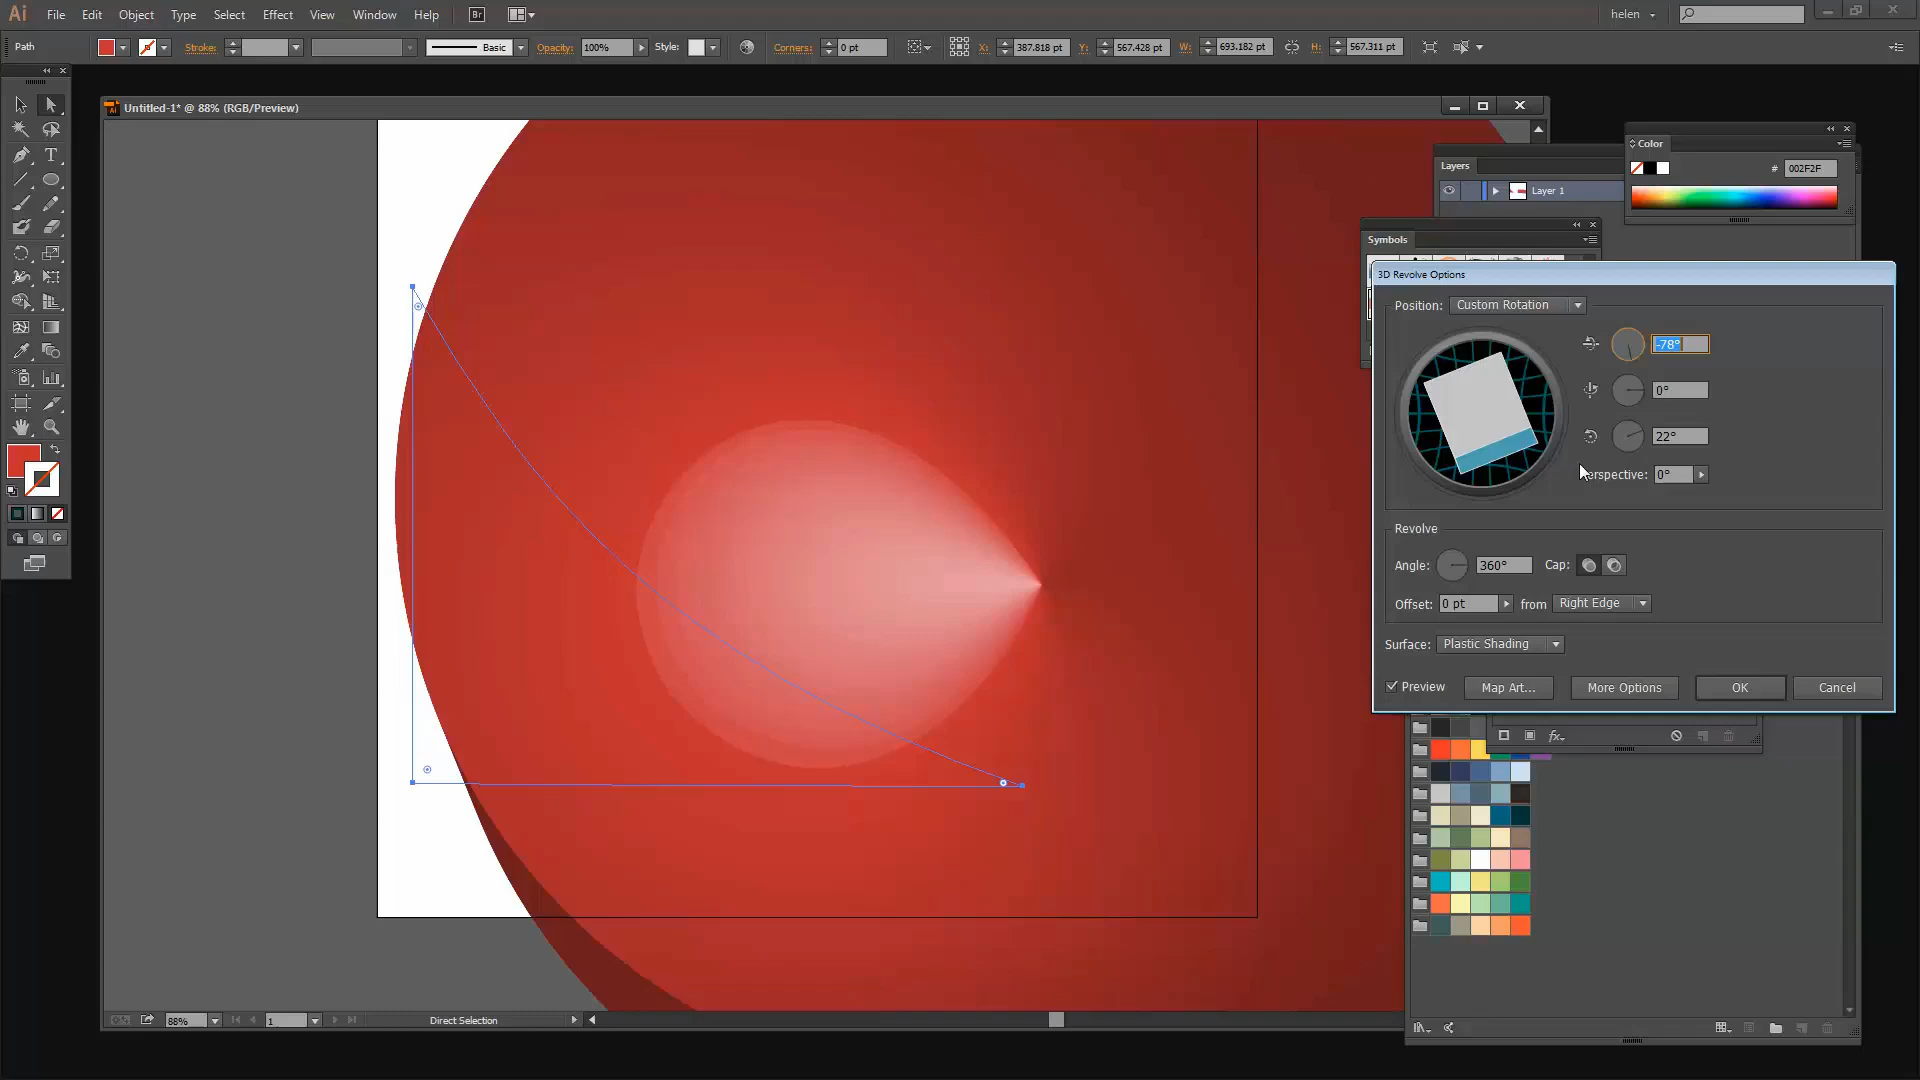 Ai File Edit Object Type Select Effect View Window Help Br helen
Path Stroke: Basic Opacity: 100% Style: Corners: 0 pt X: 387.818 pt Y: 567.428 pt W: 693.182 pt H: 567.311 pt
Untitled-1* @ 88% (RGB/Preview)
Color
# 002F2F
Layers
Layer 1
Symbols
3D Revolve Options
Position: Custom Rotation
-78°
0°
22°
erspective: 0°
Revolve
Angle: 360° Cap:
Offset: 0 pt from Right Edge
Surface: Plastic Shading
Preview Map Art... More Options OK Cancel
fx
88% 1 Direct Selection